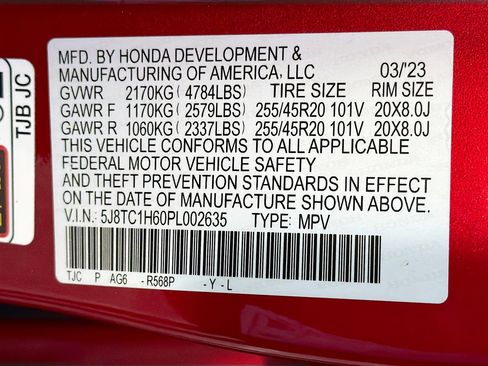 MFD. BY HONDA DEVELOPMENT &
MANUFACTURING OF AMERICA, LLC 03/'23
GVWR 2170KG(4784LBS) TIRE SIZE RIM SIZE
GAWR F 1170KG(2579LBS) 255/45R20 101V 20X8.0J
GAWR R 1060KG(2337LBS) 255/45R20 101V 20X8.0J
THIS VEHICLE CONFORMS TO ALL APPLICABLE
FEDERAL MOTOR VEHICLE SAFETY
AND THEFT PREVENTION STANDARDS IN EFFECT
ON THE DATE OF MANUFACTURE SHOWN ABOVE.
V.I.N.: 5J8TC1H60PL002635 TYPE: MPV
TJC P AG6 -R568P -Y-L
TJB JC